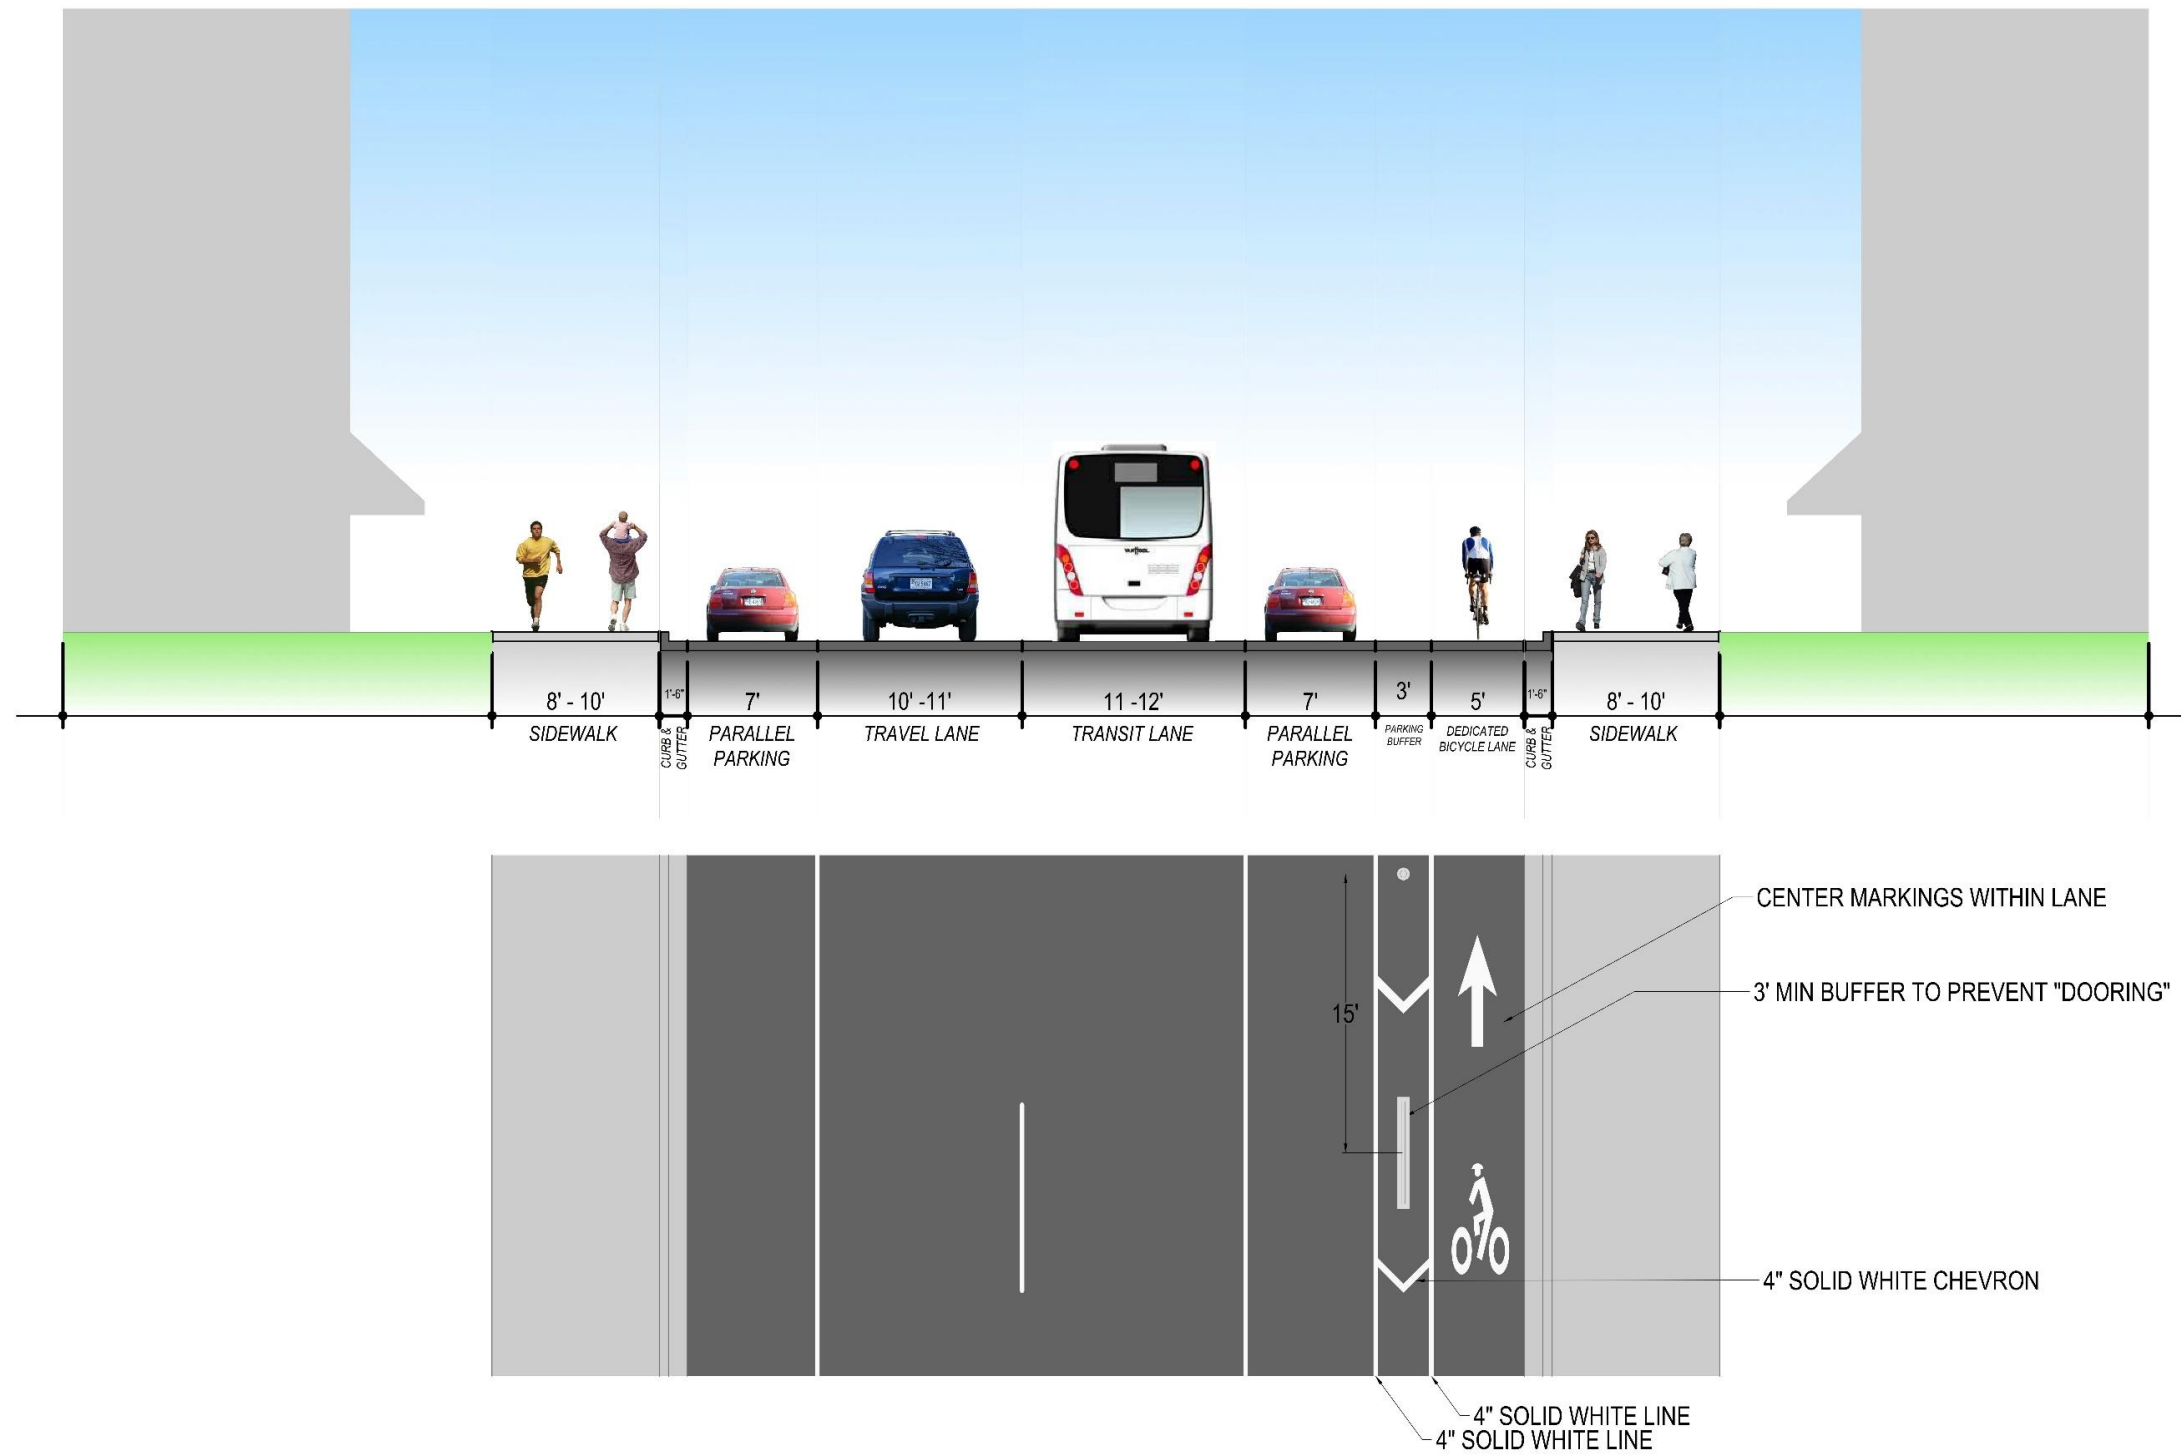 8' - 10'
1'-6"
7'
10' -11'
11 -12'
7'
3'
5'
1'-6"
8' - 10'
SIDEWALK
CURB &
GUTTER
PARALLEL
PARKING
TRAVEL LANE
TRANSIT LANE
PARALLEL
PARKING
PARKING
BUFFER
DEDICATED
BICYCLE LANE
CURB &
GUTTER
SIDEWALK
CENTER MARKINGS WITHIN LANE
3' MIN BUFFER TO PREVENT "DOORING"
15'
4" SOLID WHITE CHEVRON
4" SOLID WHITE LINE
4" SOLID WHITE LINE